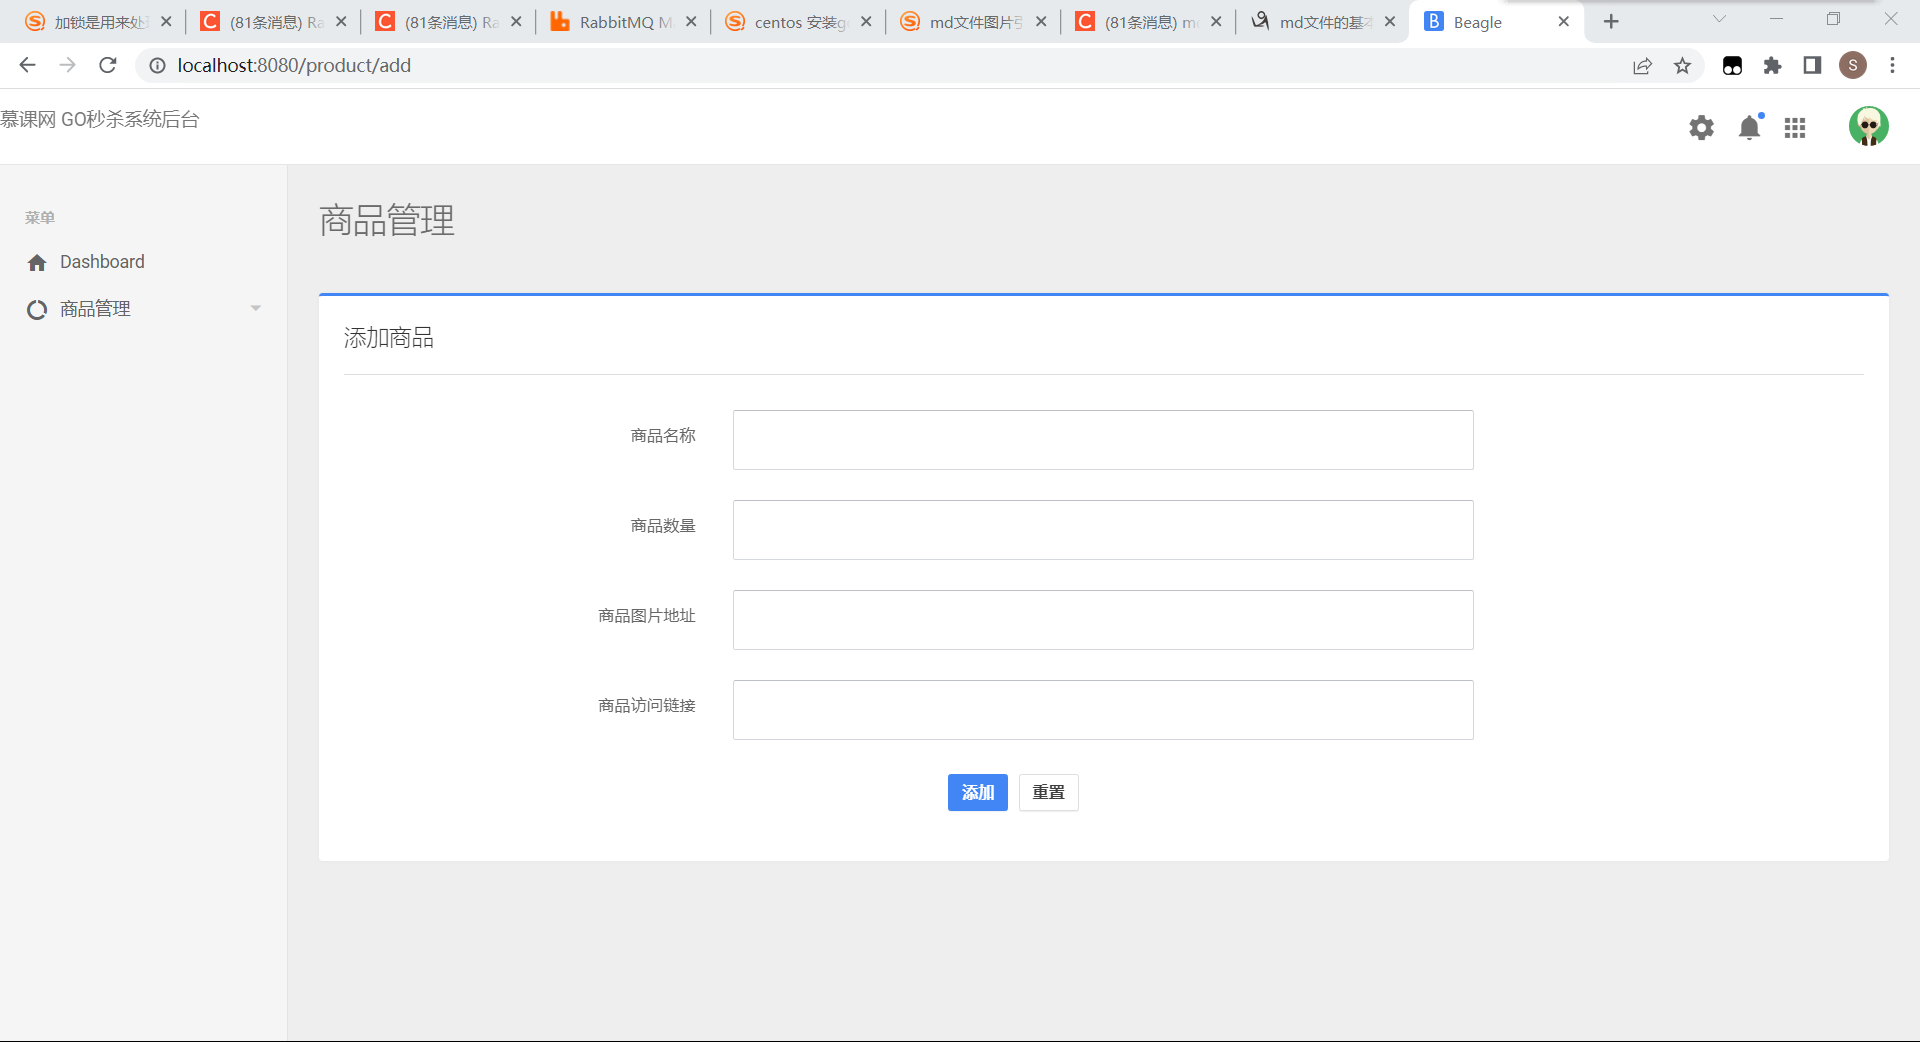 加锁是用来处
(81条消息) Ra
(81条消息) Ra
RabbitMQ M
centos 安装g
md文件图片引
(81条消息) m
md文件的基本
Beagle
localhost:8080/product/add
S
慕课网 GO秒杀系统后台
菜单
Dashboard
商品管理
商品管理
添加商品
商品名称
商品数量
商品图片地址
商品访问链接
添加 重置